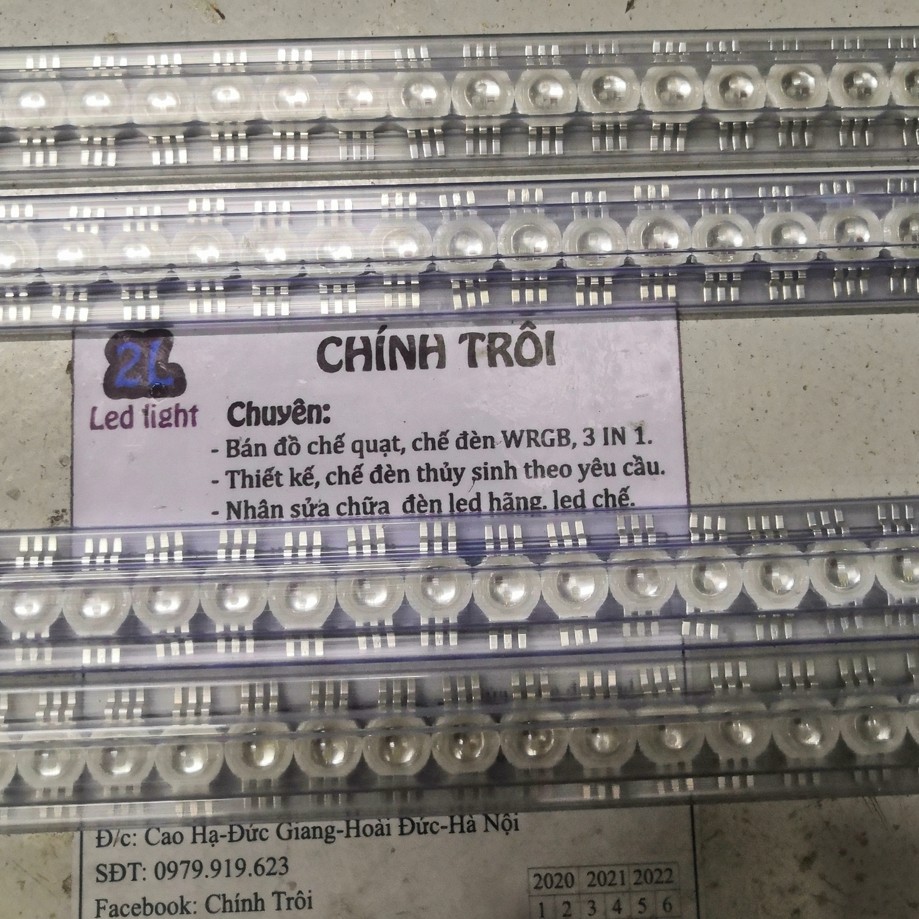 2L
Led light
CHÍNH TRÔI
Chuyên:
- Bán đồ chế quạt, chế đèn WRGB, 3 IN 1.
- Thiết kế, chế đèn thủy sinh theo yêu cầu.
- Nhân sửa chữa đèn led hãng, led chế.
Đ/c: Cao Hạ-Đức Giang-Hoài Đức-Hà Nội
SĐT: 0979.919.623
Facebook: Chính Trôi
2020 2021 2022
1 2 3 4 5 6